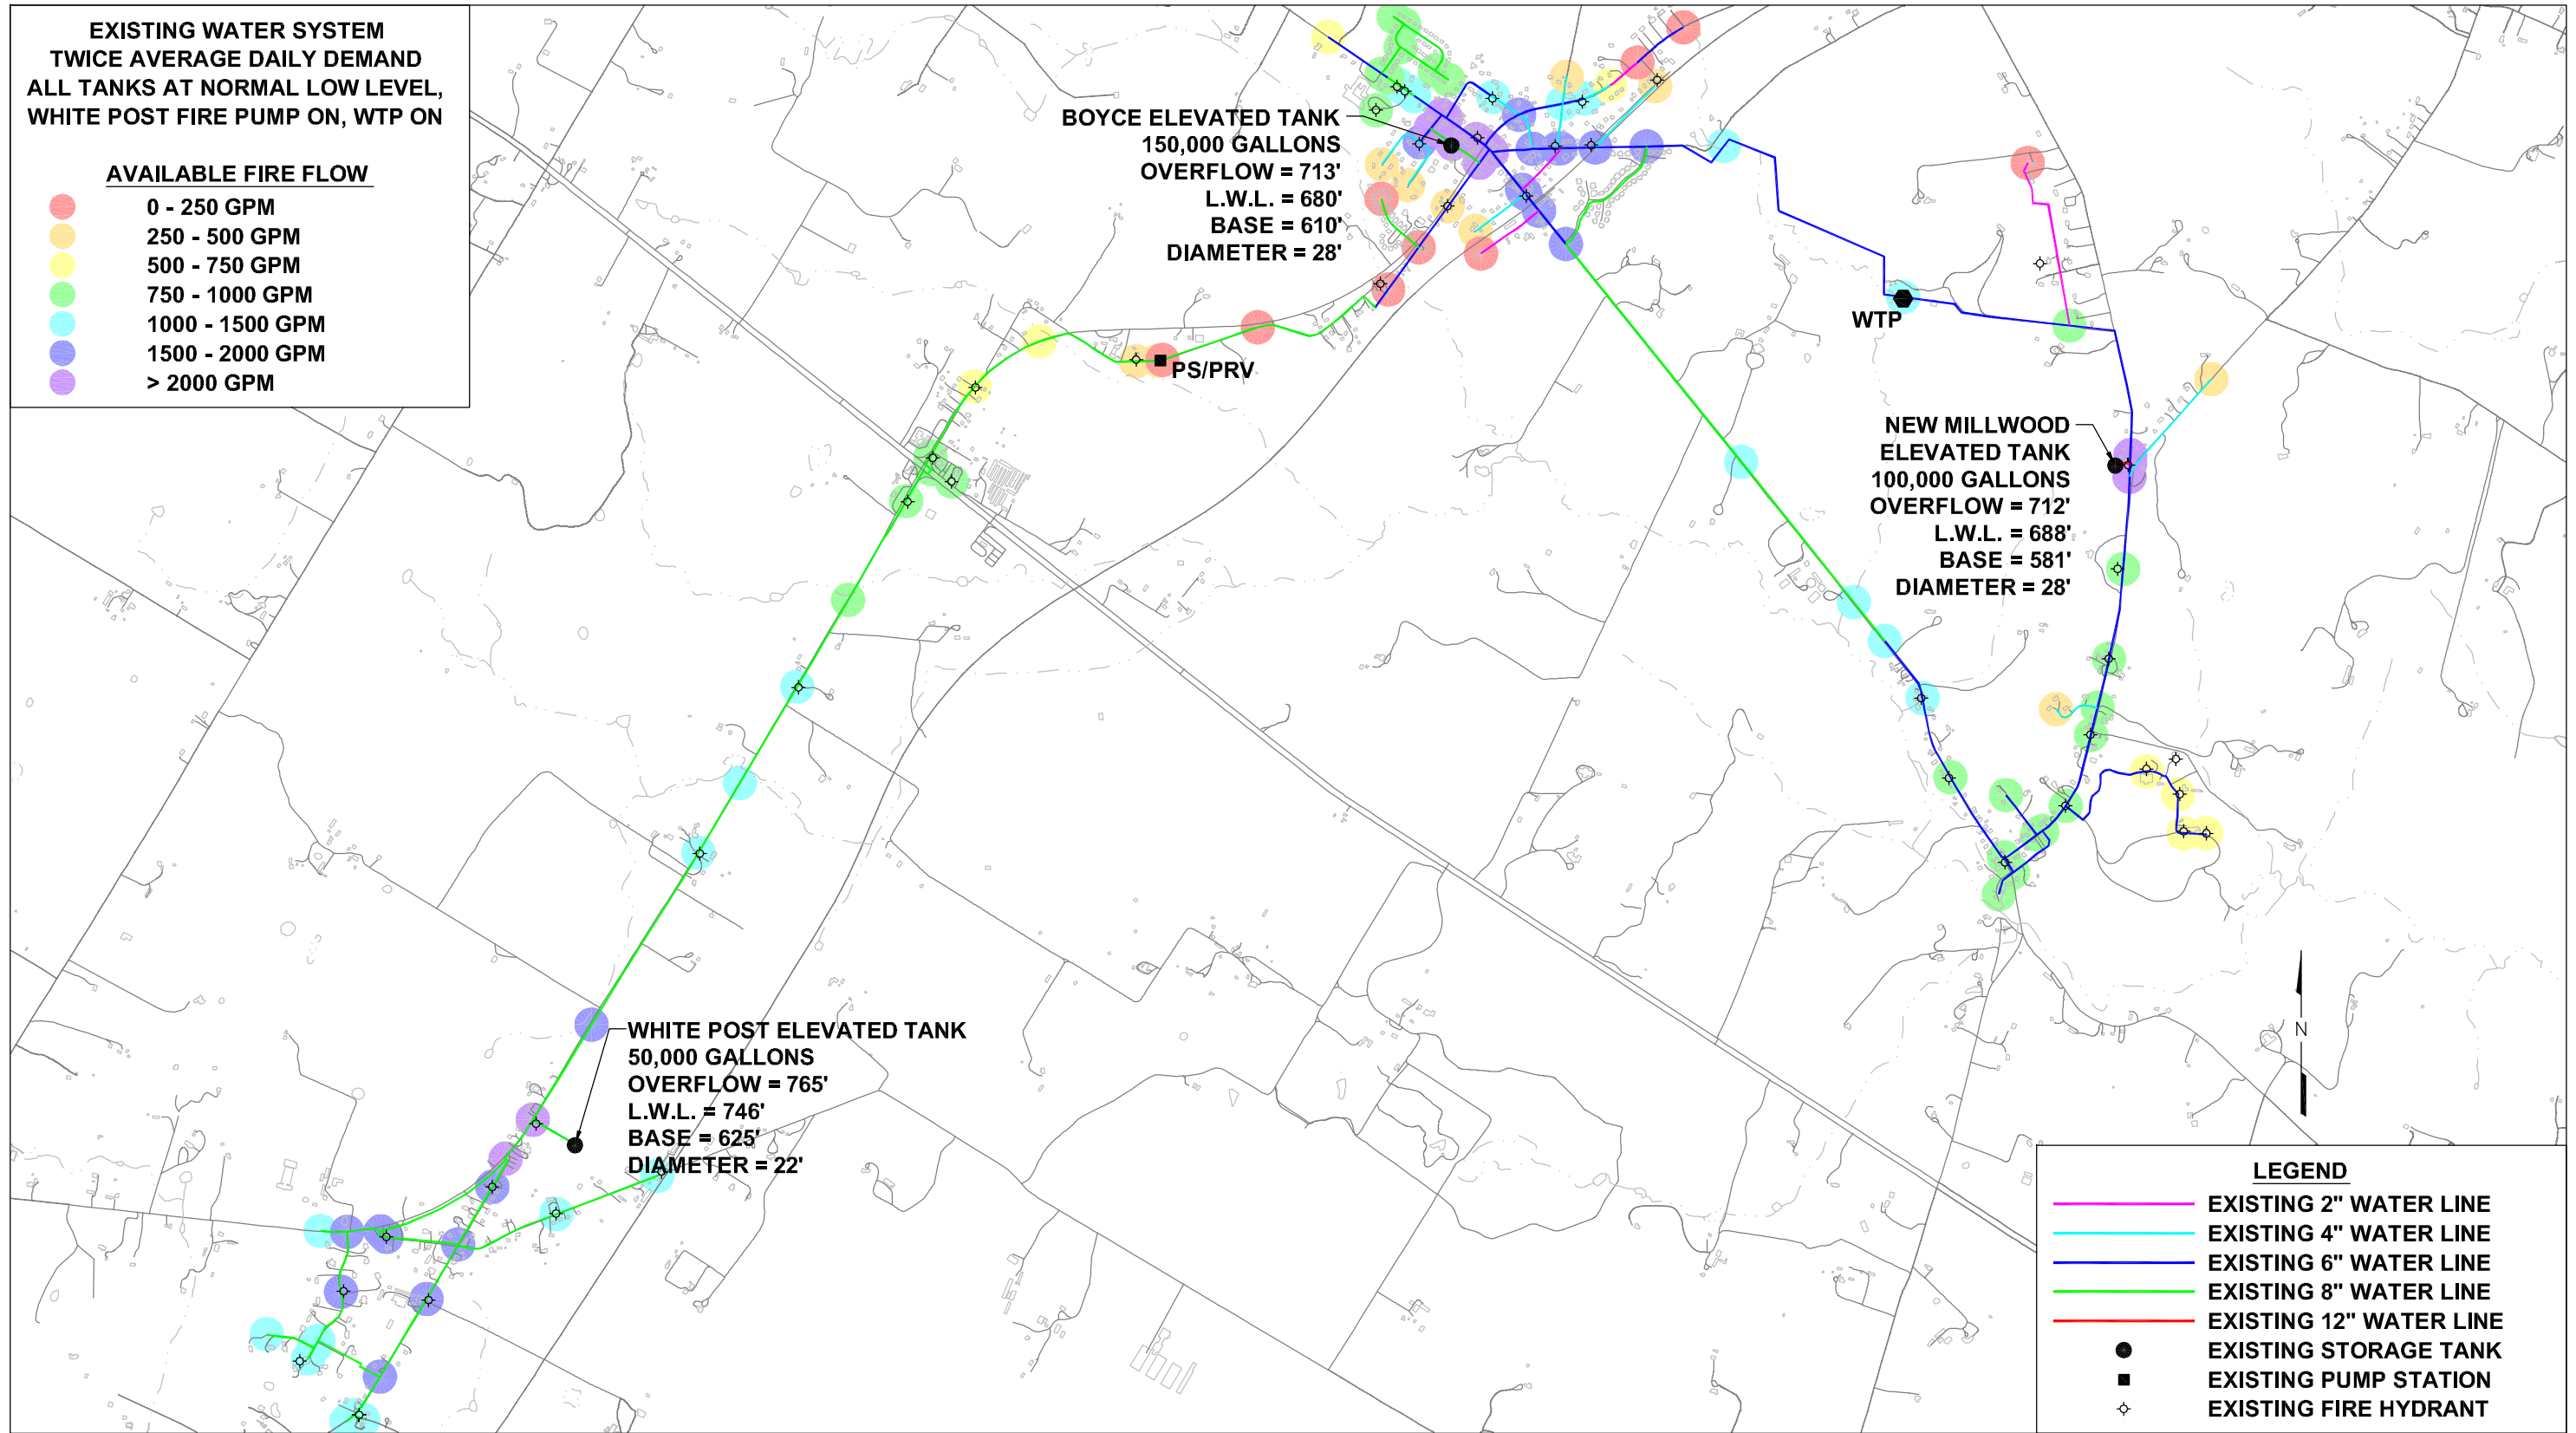 EXISTING WATER SYSTEM
TWICE AVERAGE DAILY DEMAND
ALL TANKS AT NORMAL LOW LEVEL,
WHITE POST FIRE PUMP ON, WTP ON
AVAILABLE FIRE FLOW
0 - 250 GPM
250 - 500 GPM
500 - 750 GPM
750 - 1000 GPM
1000 - 1500 GPM
1500 - 2000 GPM
> 2000 GPM
BOYCE ELEVATED TANK
150,000 GALLONS
OVERFLOW = 713'
L.W.L. = 680'
BASE = 610'
DIAMETER = 28'
WTP
PS/PRV
NEW MILLWOOD
ELEVATED TANK
100,000 GALLONS
OVERFLOW = 712'
L.W.L. = 688'
BASE = 581'
DIAMETER = 28'
WHITE POST ELEVATED TANK
50,000 GALLONS
OVERFLOW = 765'
L.W.L. = 746'
BASE = 625'
DIAMETER = 22'
N
LEGEND
EXISTING 2" WATER LINE
EXISTING 4" WATER LINE
EXISTING 6" WATER LINE
EXISTING 8" WATER LINE
EXISTING 12" WATER LINE
EXISTING STORAGE TANK
EXISTING PUMP STATION
EXISTING FIRE HYDRANT